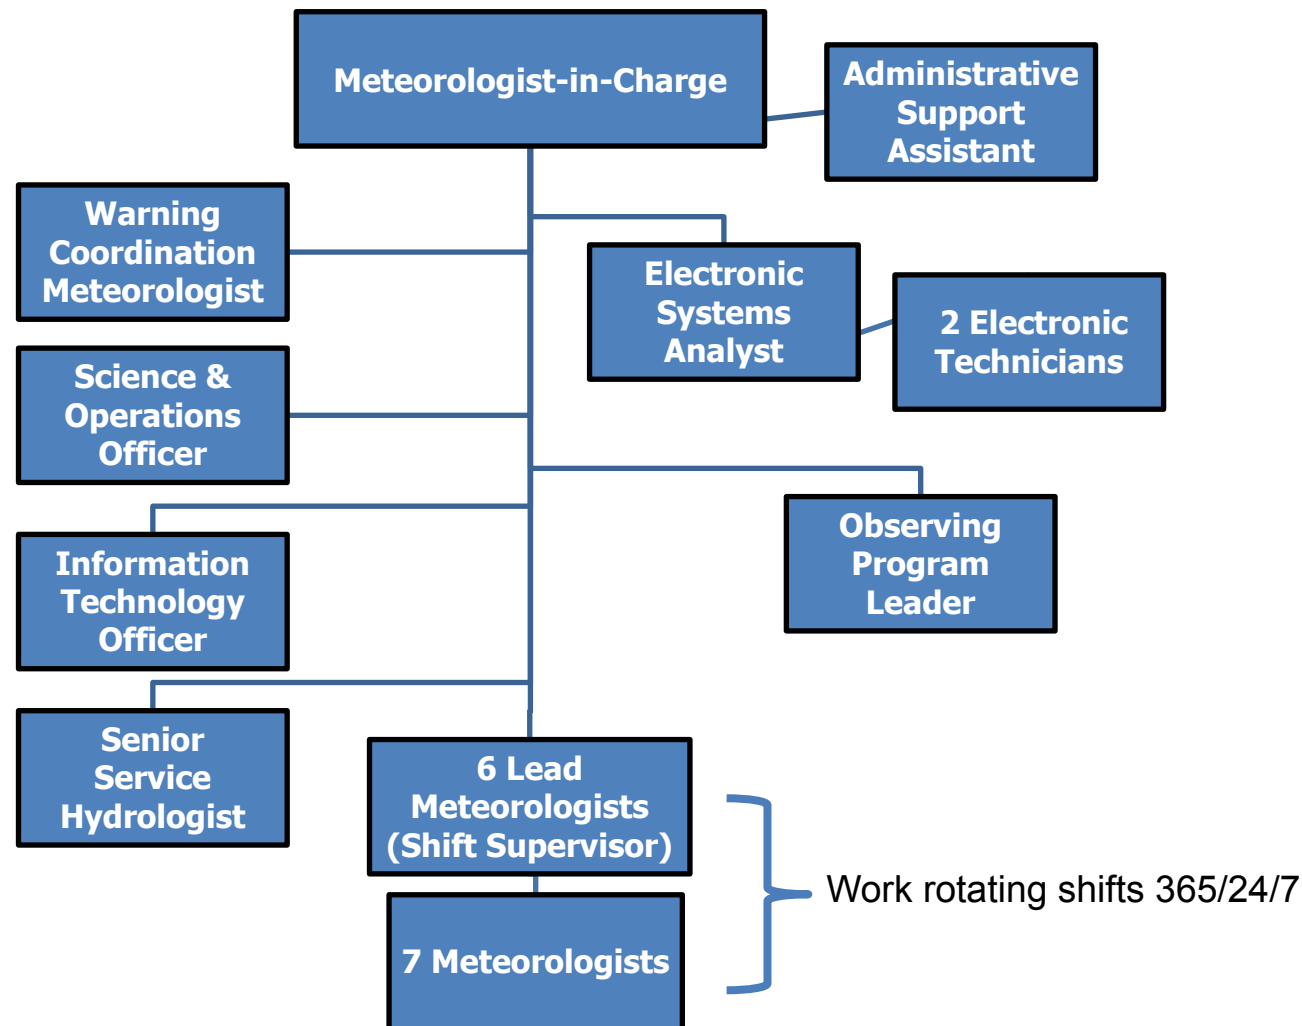 Meteorologist-in-Charge
Administrative
Support
Assistant
Warning
Coordination
Meteorologist
Electronic
Systems
Analyst
2 Electronic
Technicians
Science &
Operations
Officer
Observing
Program
Leader
Information
Technology
Officer
Senior
Service
Hydrologist
6 Lead
Meteorologists
(Shift Supervisor)
Work rotating shifts 365/24/7
7 Meteorologists